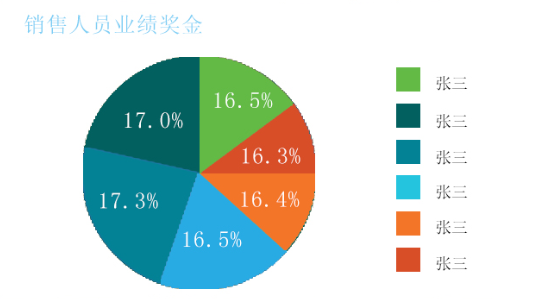 销售人员业绩奖金
16.5%
17.0%
16.3%
16.4%
17.3%
16.5%
张三
张三
张三
张三
张三
张三